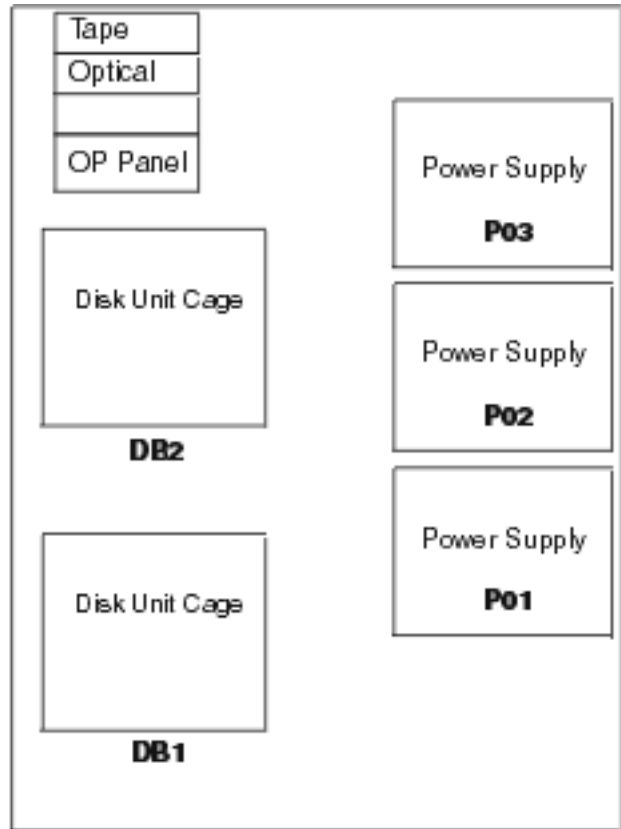 Tape
Optical
OP Panel
Disk Unit Cage
DB2
Disk Unit Cage
DB1
Power Supply
P03
Power Supply
P02
Power Supply
P01